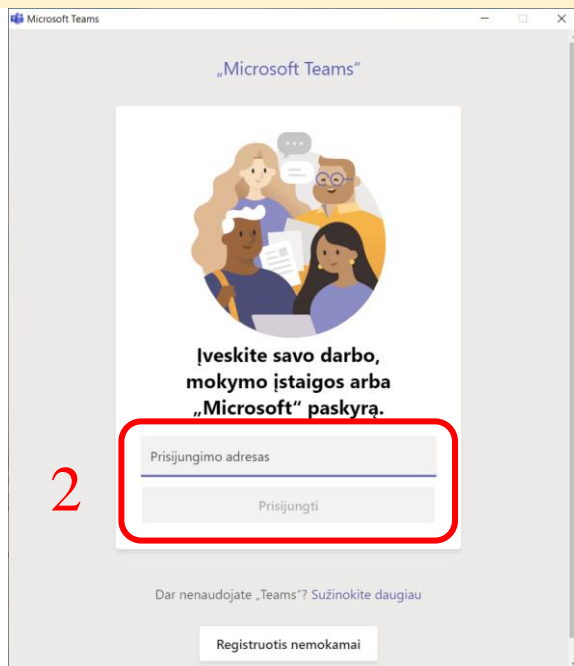 Microsoft Teams
„Microsoft Teams“
Įveskite savo darbo,
mokymo įstaigos arba
„Microsoft“ paskyrą.
2
Prisijungimo adresas
Prisijungti
Dar nenaudojate „Teams“? Sužinokite daugiau
Registruotis nemokamai